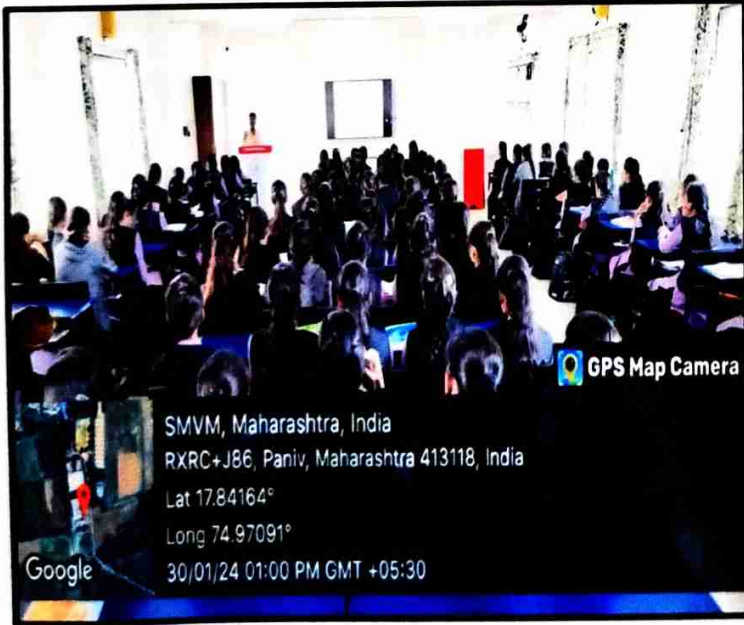 GPS Map Camera
SMVM, Maharashtra, India
RXRC+J86, Paniv, Maharashtra 413118, India
Lat 17.84164°
Long 74.97091°
30/01/24 01:00 PM GMT +05:30
Google